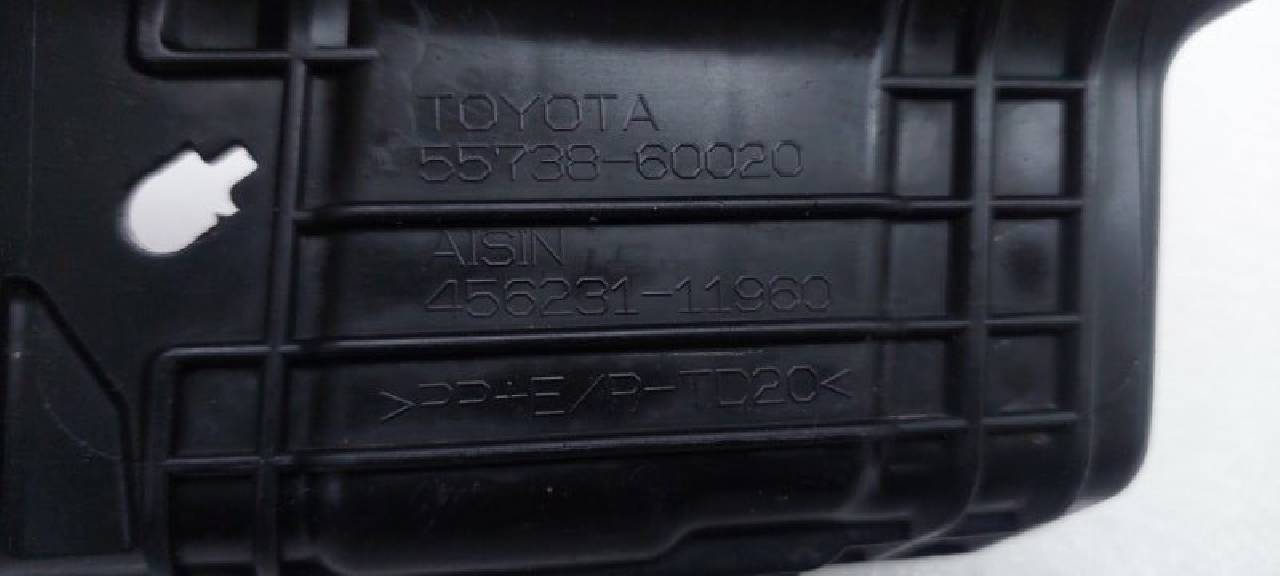 TOYOTA
55738-60020
AISIN
456231-11960
>PP+E/P-TD20<